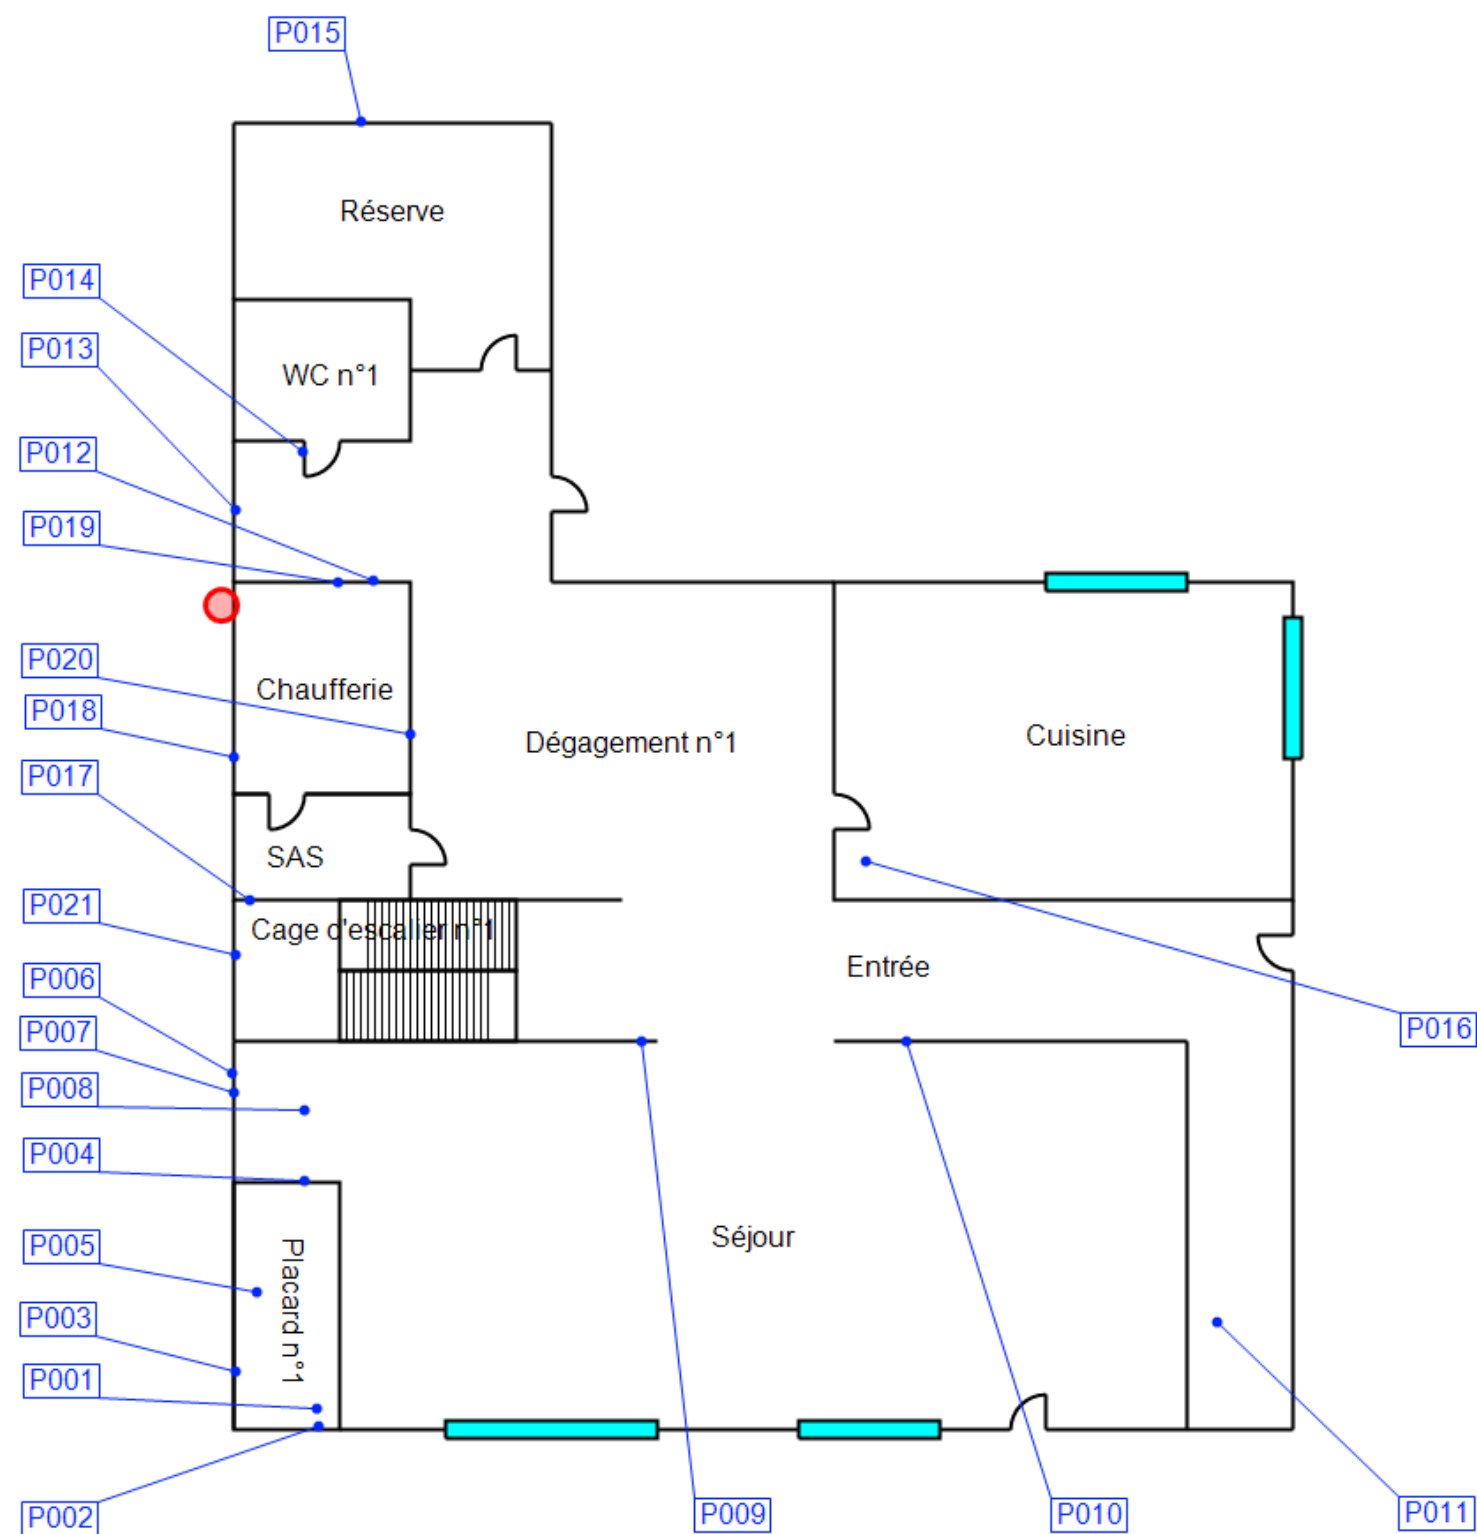 P015
Réserve
P014
P013
WC n°1
P012
P019
P020
Chaufferie
P018
Dégagement n°1
Cuisine
P017
SAS
P021
Cage d'escalier n°1
Entrée
P006
P016
P007
P008
P004
P005
Placard n°1
Séjour
P003
P001
P002
P009
P010
P011